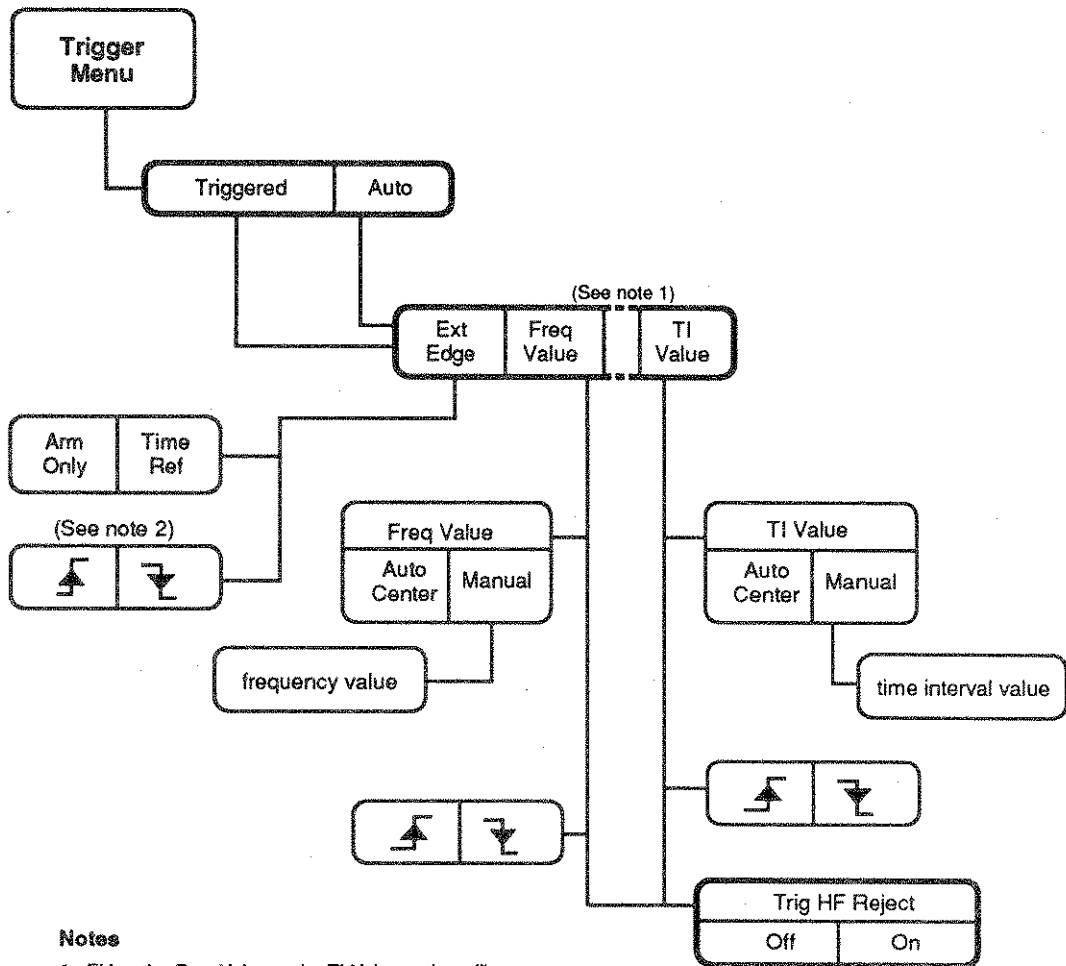 Trigger
Menu
Triggered Auto
(See note 1)
Ext
Edge
Freq
Value
TI
Value
Arm
Only
Time
Ref
(See note 2)
Freq Value
Auto
Center
Manual
TI Value
Auto
Center
Manual
frequency value
time interval value
Trig HF Reject
Off On
Notes